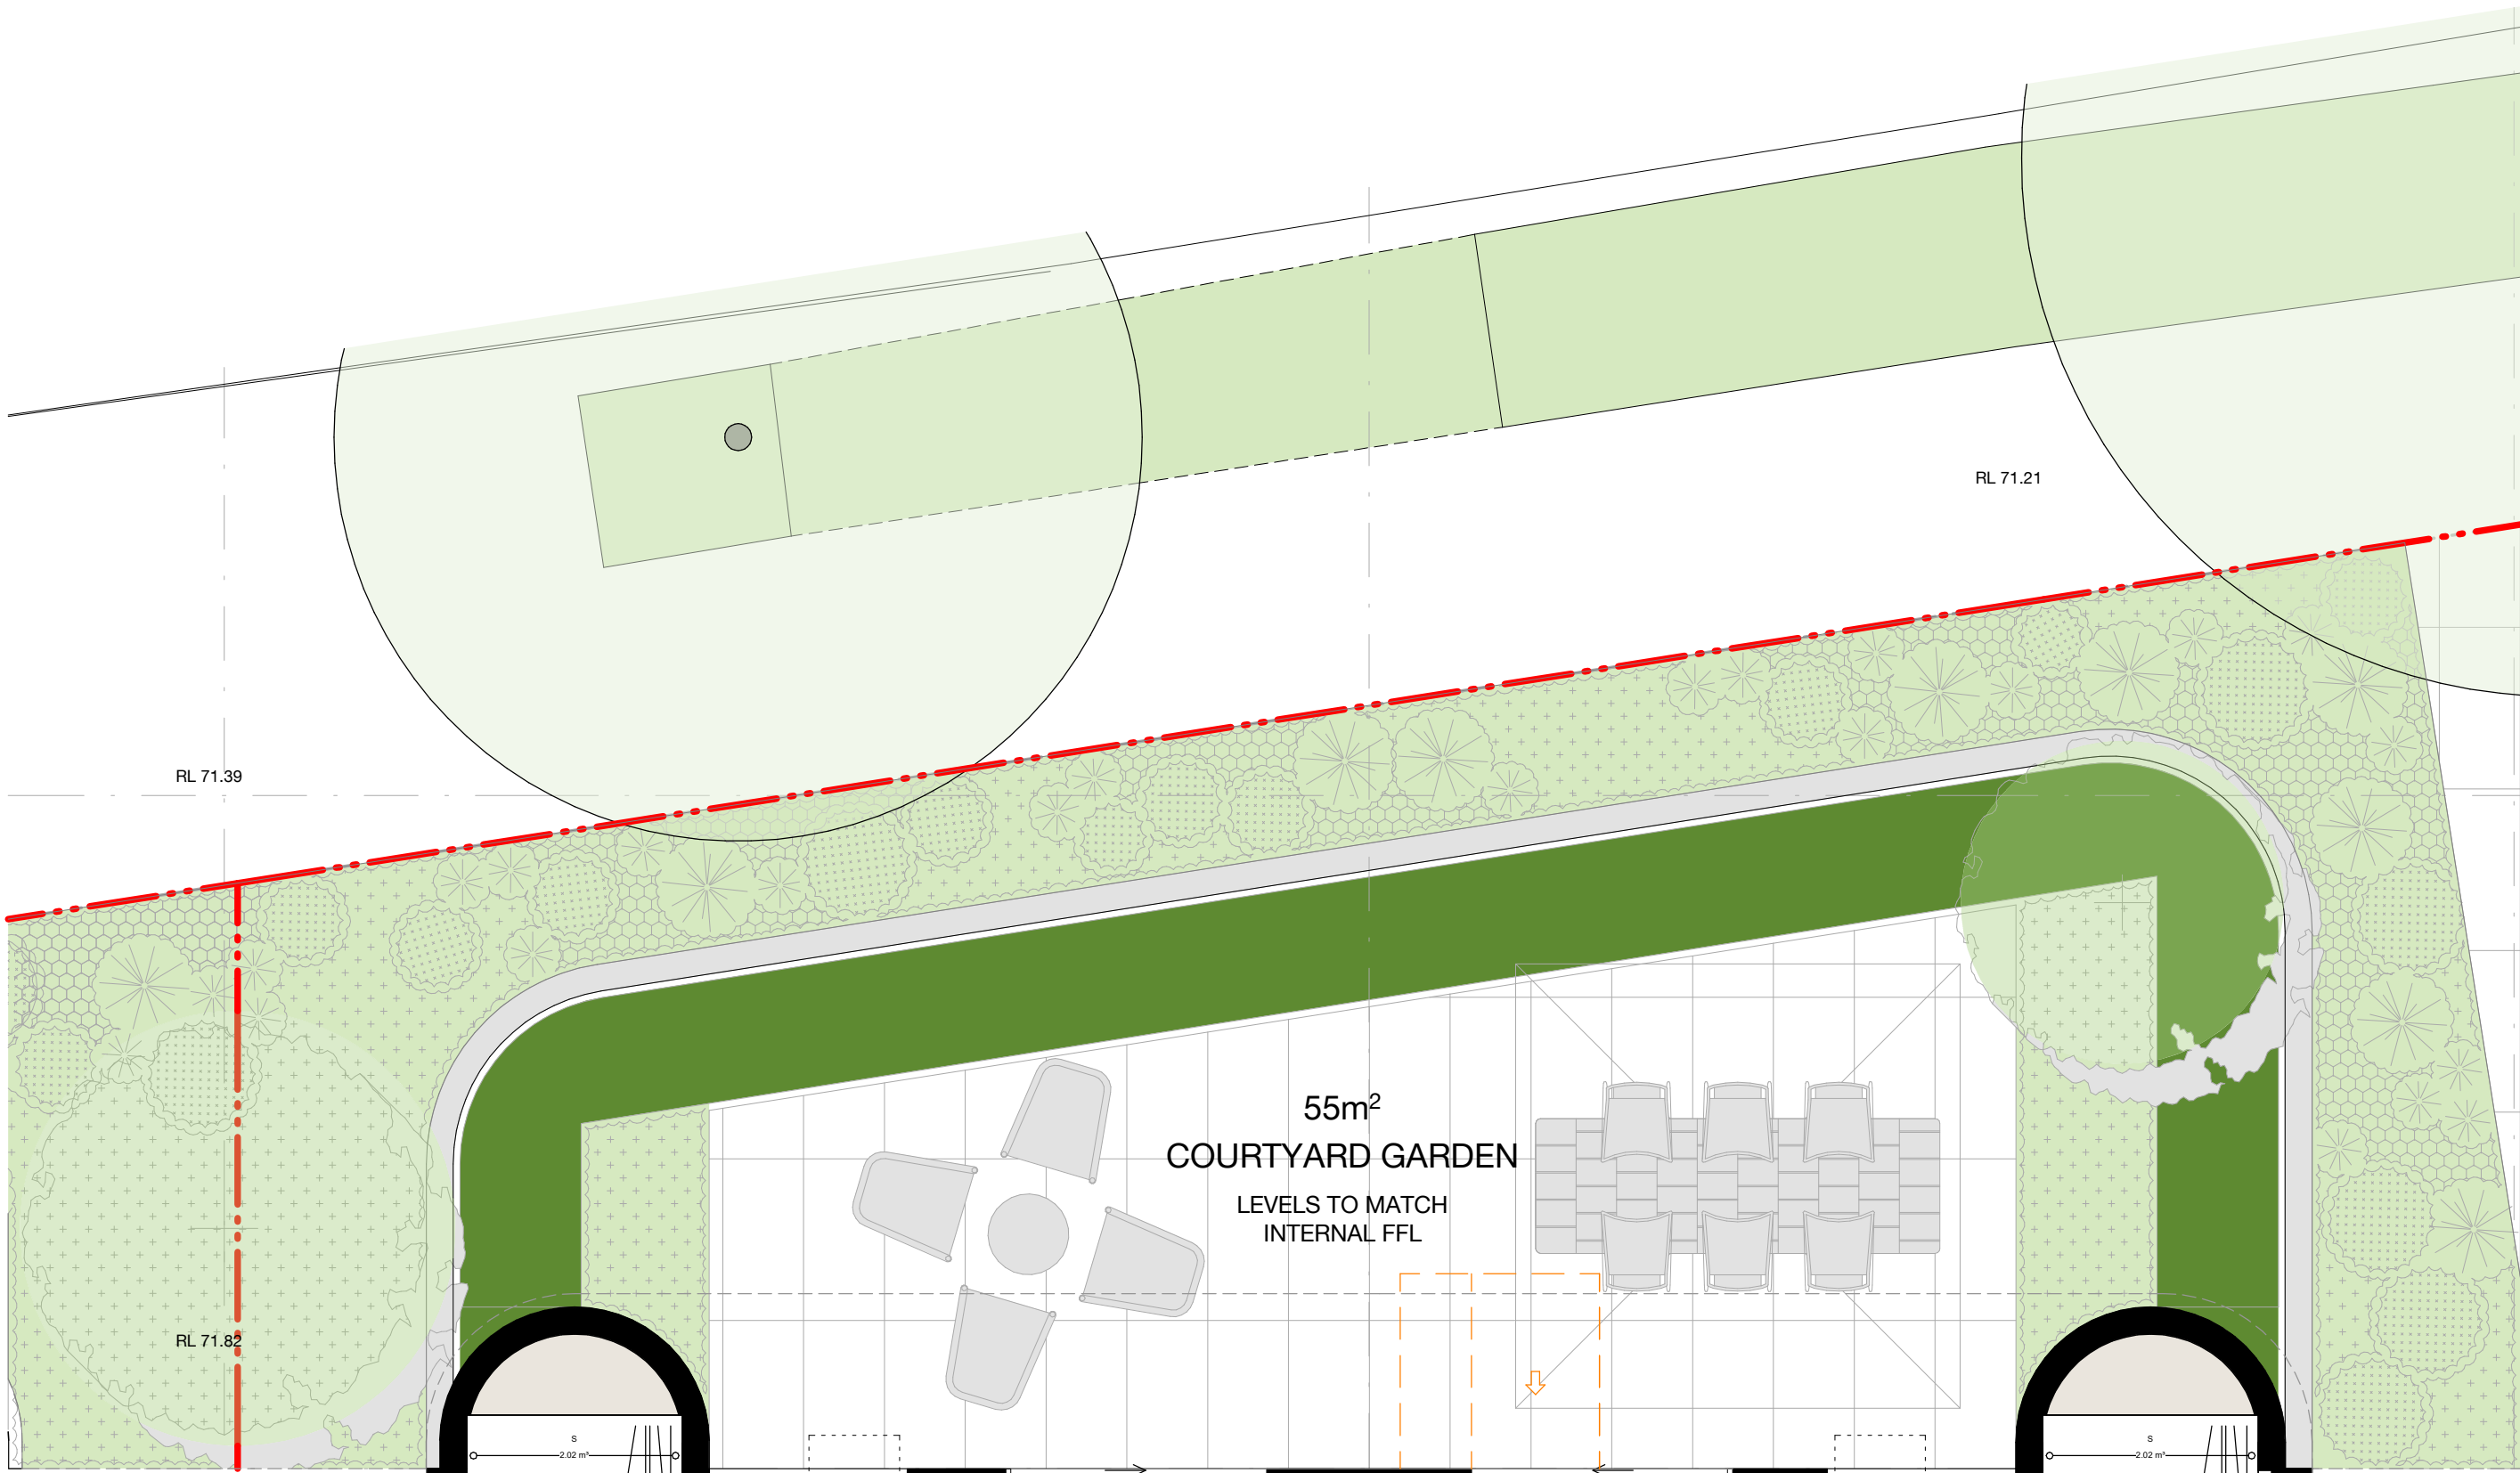 RL 71.21
RL 71.39
55m²
COURTYARD GARDEN
LEVELS TO MATCH
INTERNAL FFL
RL 71.82
S
2.02 m³
S
2.02 m³